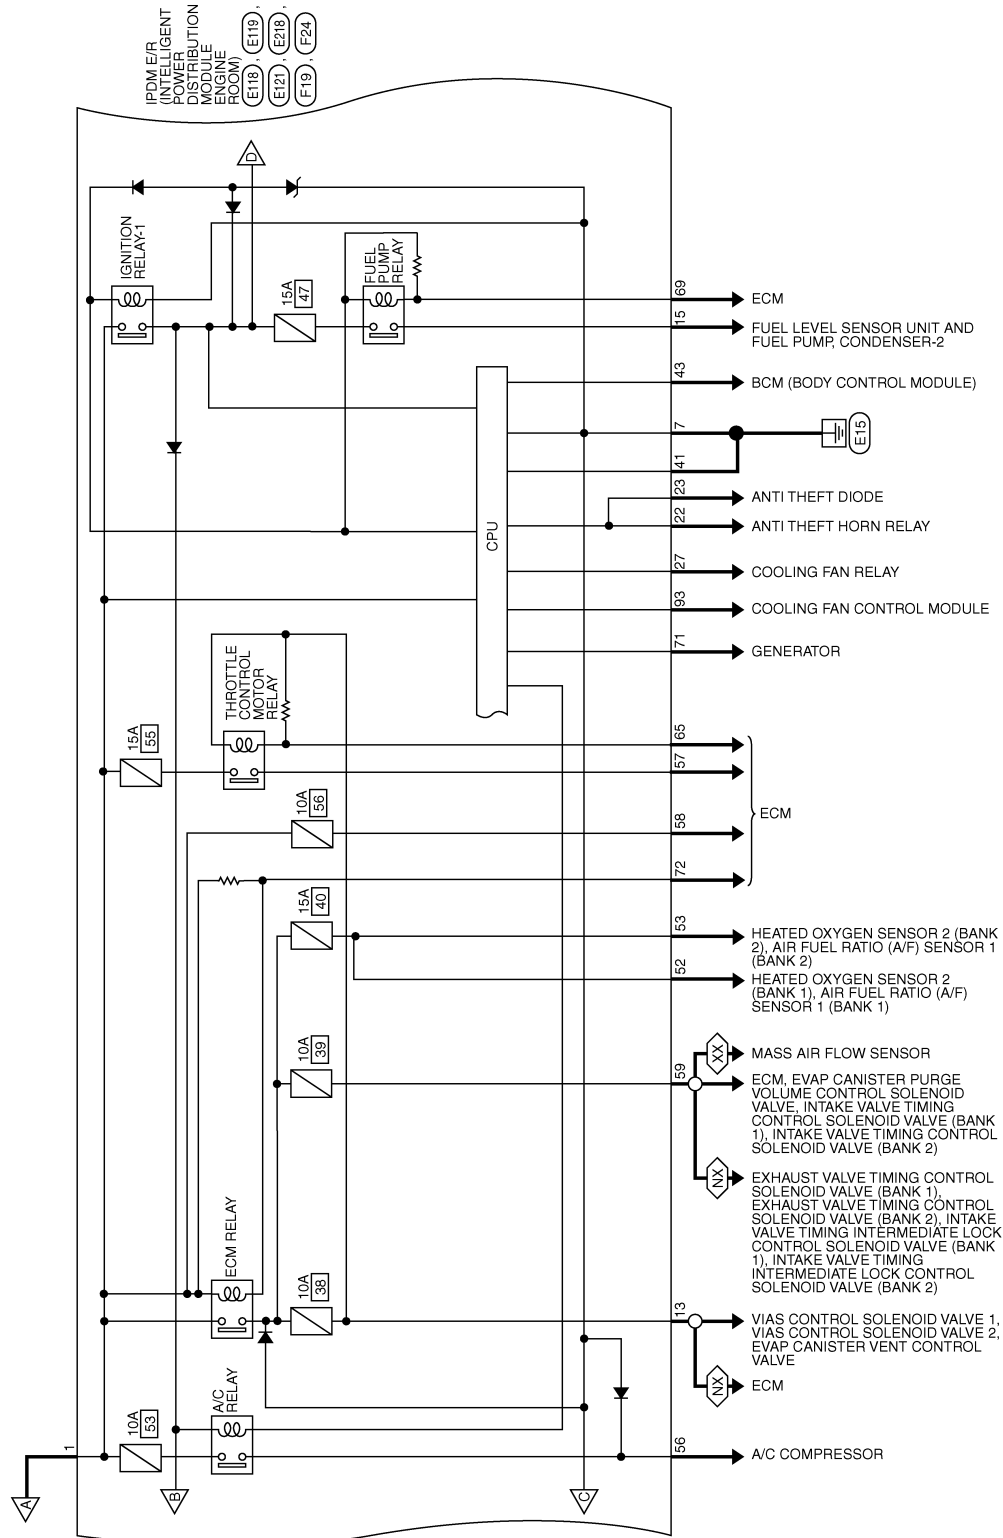 IPDM E/R
(INTELLIGENT
POWER
DISTRIBUTION
MODULE
ENGINE
ROOM)
E118 , E119 ,
E121 , E218 ,
F19 , F24
D
IGNITION
RELAY-1
15A
47
FUEL
PUMP
RELAY
69
ECM
15
FUEL LEVEL SENSOR UNIT AND
FUEL PUMP, CONDENSER-2
43
BCM (BODY CONTROL MODULE)
7
E15
41
23
ANTI THEFT DIODE
22
ANTI THEFT HORN RELAY
CPU
27
COOLING FAN RELAY
93
COOLING FAN CONTROL MODULE
71
GENERATOR
THROTTLE
CONTROL
MOTOR
RELAY
15A
55
65
57
10A
56
58
ECM
72
15A
40
53
HEATED OXYGEN SENSOR 2 (BANK
2), AIR FUEL RATIO (A/F) SENSOR 1
(BANK 2)
52
HEATED OXYGEN SENSOR 2
(BANK 1), AIR FUEL RATIO (A/F)
SENSOR 1 (BANK 1)
10A
39
59
XX
MASS AIR FLOW SENSOR
ECM, EVAP CANISTER PURGE
VOLUME CONTROL SOLENOID
VALVE, INTAKE VALVE TIMING
CONTROL SOLENOID VALVE (BANK
1), INTAKE VALVE TIMING CONTROL
SOLENOID VALVE (BANK 2)
NX
EXHAUST VALVE TIMING CONTROL
SOLENOID VALVE (BANK 1),
EXHAUST VALVE TIMING CONTROL
SOLENOID VALVE (BANK 2), INTAKE
VALVE TIMING INTERMEDIATE LOCK
CONTROL SOLENOID VALVE (BANK
1), INTAKE VALVE TIMING
INTERMEDIATE LOCK CONTROL
SOLENOID VALVE (BANK 2)
ECM RELAY
10A
38
13
VIAS CONTROL SOLENOID VALVE 1,
VIAS CONTROL SOLENOID VALVE 2,
EVAP CANISTER VENT CONTROL
VALVE
NX
ECM
A/C
RELAY
10A
53
1
56
A/C COMPRESSOR
A
B
C